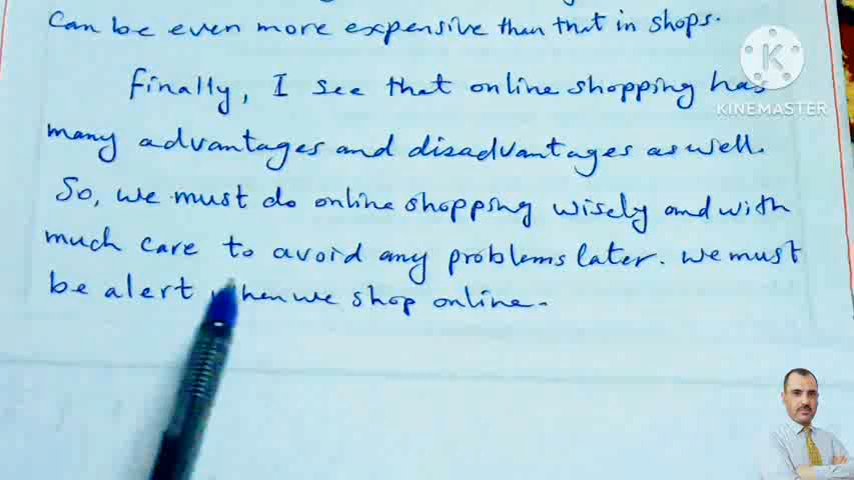 can be even more expensive than that in shops.
Finally, I see that online shopping has
many advantages and disadvantages as well.
So, we must do online shopping wisely and with
much care to avoid any problems later. We must
be alert when we shop online.
KINEMASTER